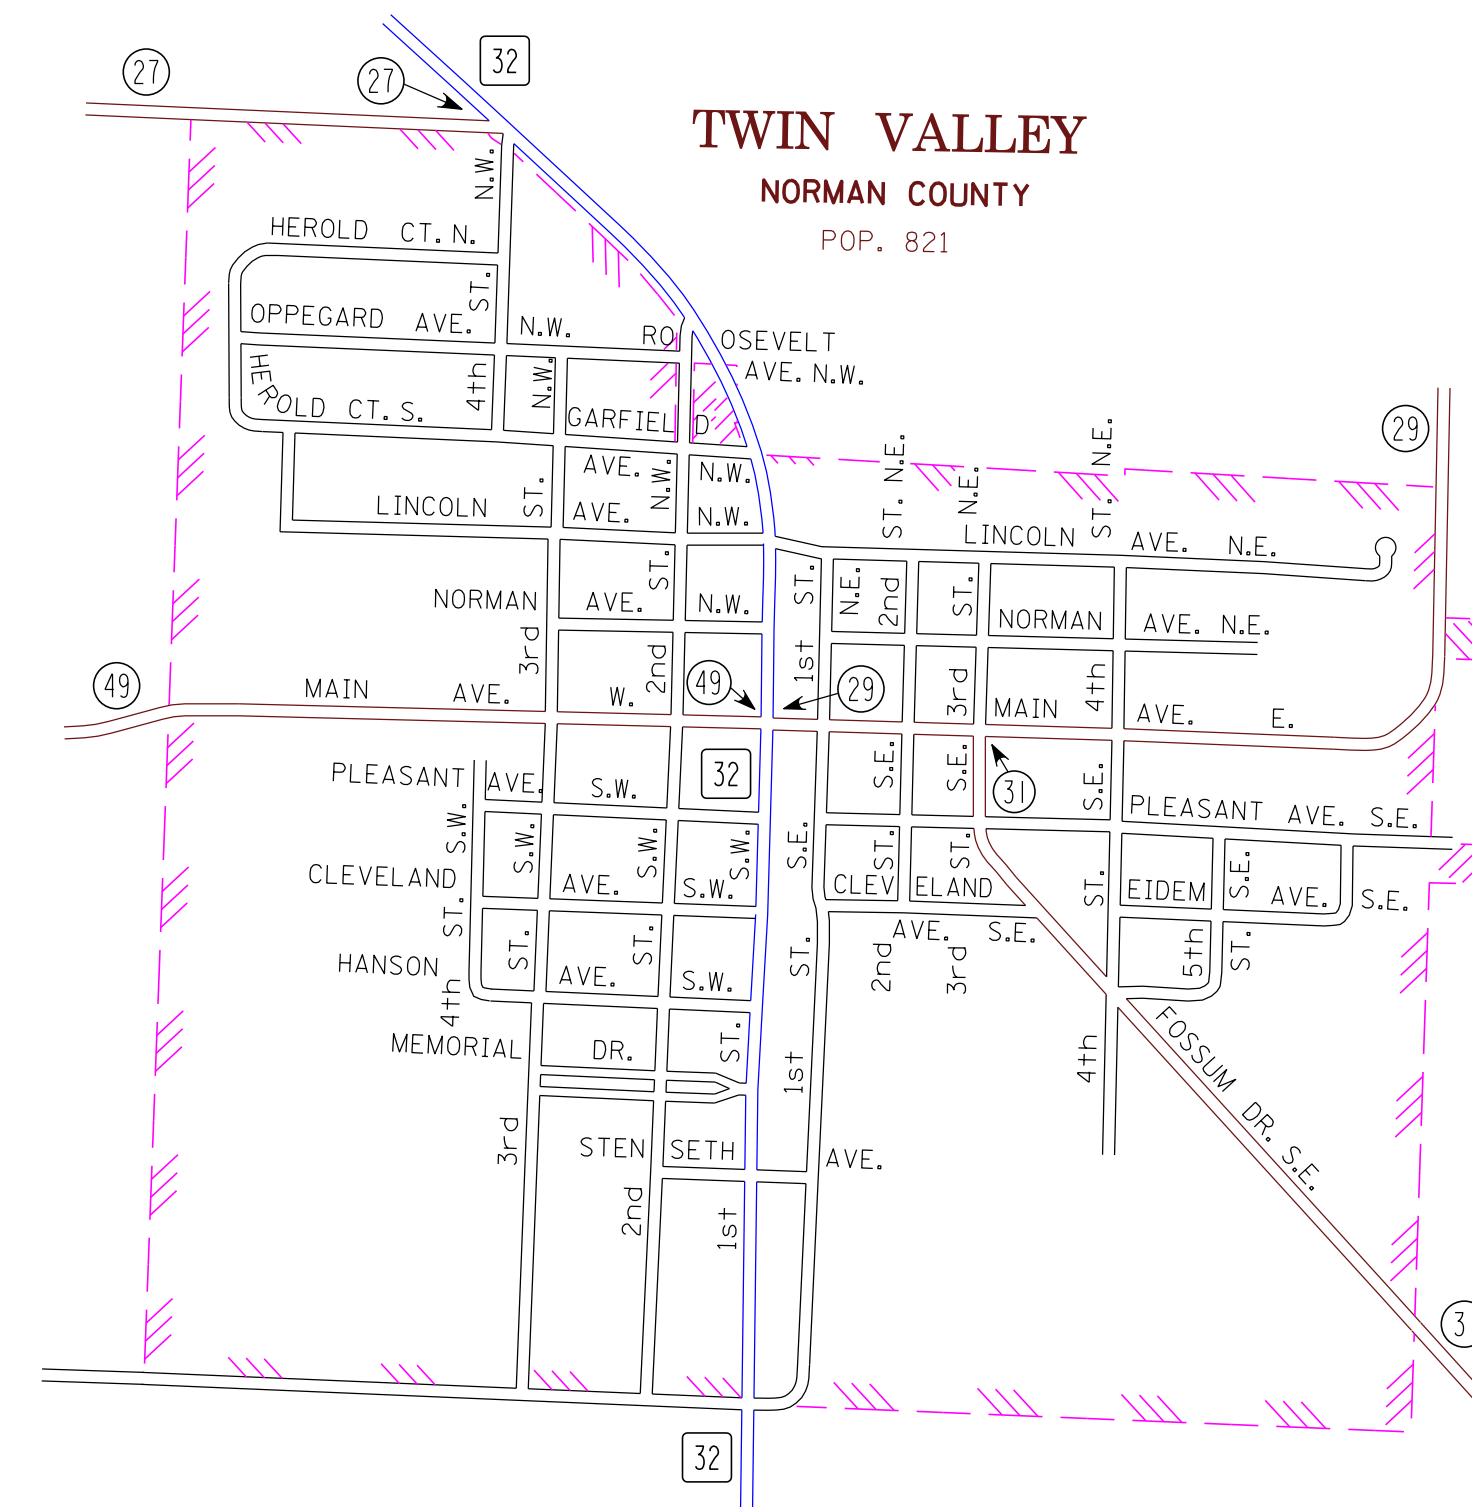 32
27
27
TWIN VALLEY
NORMAN COUNTY
POP. 821
N.W.
HEROLD CT. N.
ST.
OPPEGARD AVE. N.W.
ROOSEVELT
AVE. N.W.
4th
N.W.
HEROLD CT. S.
GARFIELD
AVE. N.W.
N.W.
ST.
LINCOLN AVE. N.W.
29
ST. N.E.
N.E.
ST. N.E.
LINCOLN AVE. N.E.
ST.
ST.
N.E.
2nd
ST.
NORMAN AVE. N.W.
NORMAN AVE. N.E.
3rd
2nd
1st
3rd
4th
49
49
29
MAIN AVE. W.
MAIN AVE. E.
32
31
PLEASANT AVE. S.W.
S.E.
S.E.
S.E.
PLEASANT AVE. S.E.
S.W.
S.W.
S.W.
S.W.
S.E.
ST.
ST.
CLEVELAND AVE. S.W.
CLEVELAND
AVE. S.E.
ST.
EIDEM AVE. S.E.
S.E.
ST.
ST.
ST.
ST.
2nd
3rd
5th
ST.
HANSON AVE. S.W.
4th
MEMORIAL DR.
ST.
1st
4th
FOSSUM DR. S.E.
3rd
STENSETH AVE.
2nd
1st
3
32